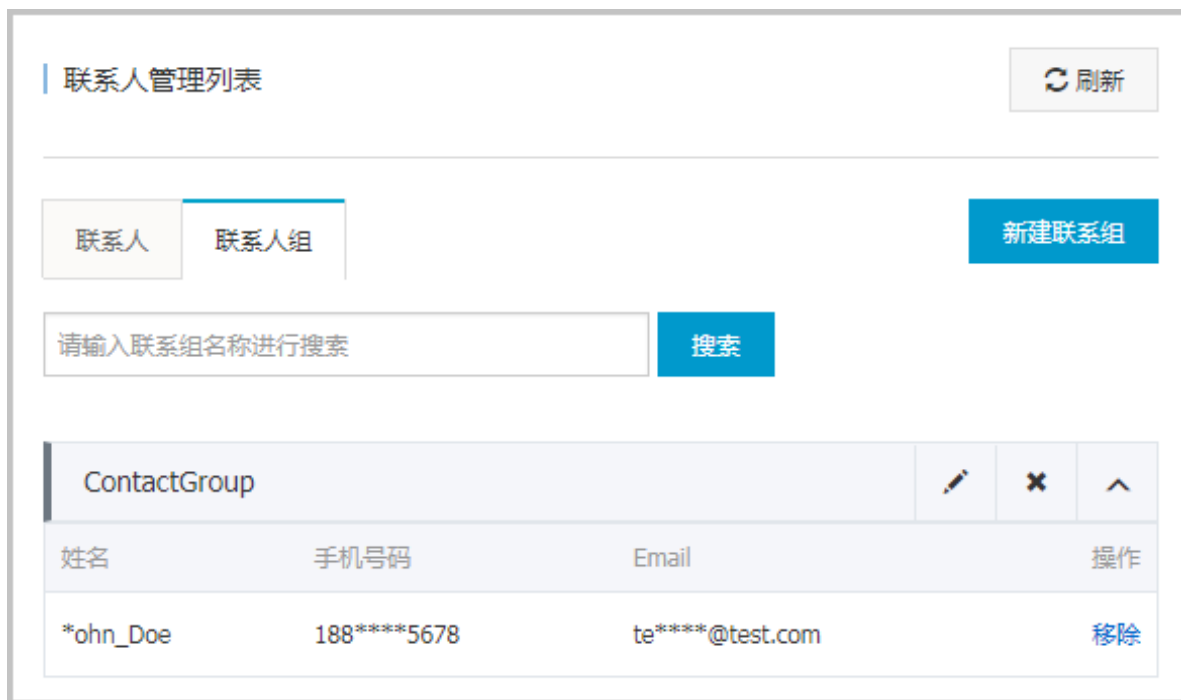 联系人管理列表
刷新
联系人 联系人组
新建联系组
请输入联系组名称进行搜索 搜索
ContactGroup
姓名 手机号码 Email 操作
*ohn_Doe 188****5678 te****@test.com 移除